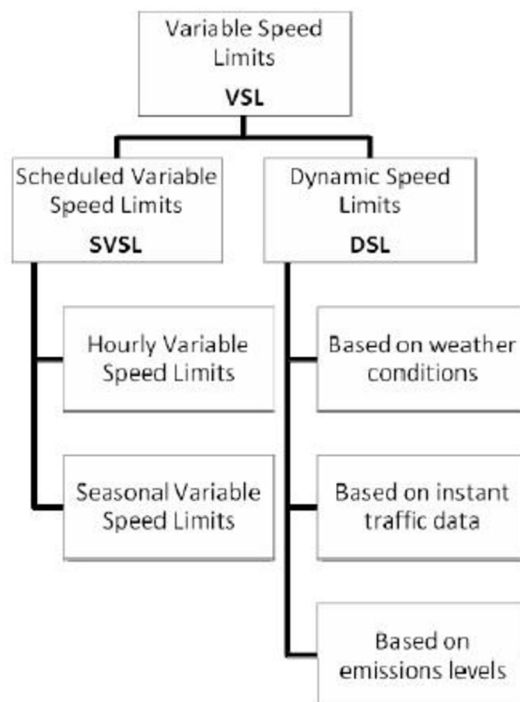 Variable Speed
Limits
VSL
Scheduled Variable
Speed Limits
SVSL
Dynamic Speed
Limits
DSL
Hourly Variable
Speed Limits
Seasonal Variable
Speed Limits
Based on weather
conditions
Based on instant
traffic data
Based on
emissions levels